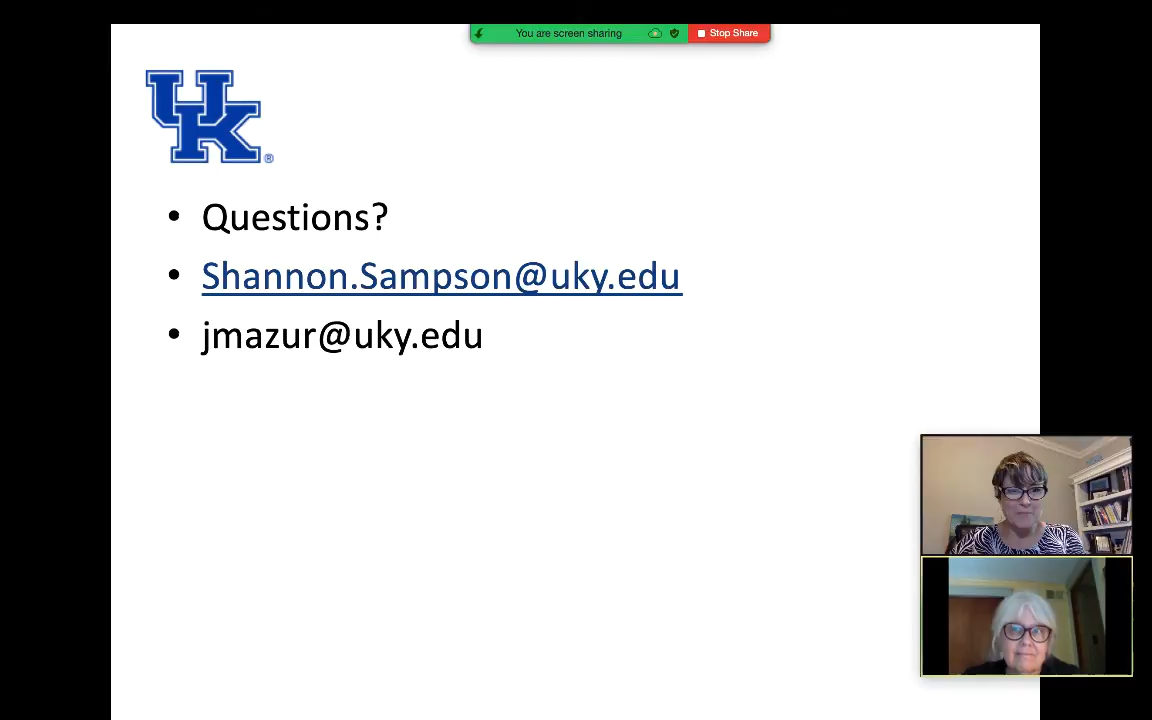 You are screen sharing
Stop Share
UK®
• Questions?
• Shannon.Sampson@uky.edu
• jmazur@uky.edu